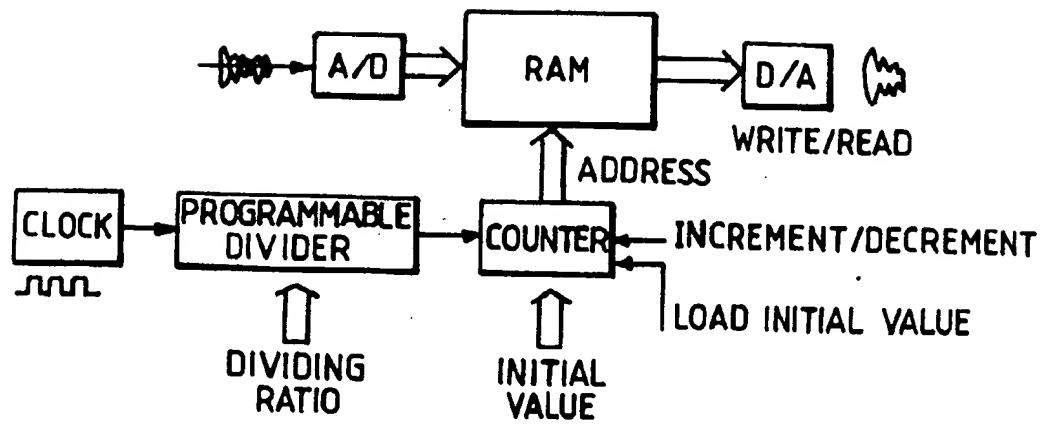 A/D
RAM
D/A
WRITE/READ
ADDRESS
CLOCK
PROGRAMMABLE
DIVIDER
COUNTER
INCREMENT/DECREMENT
LOAD INITIAL VALUE
DIVIDING
RATIO
INITIAL
VALUE